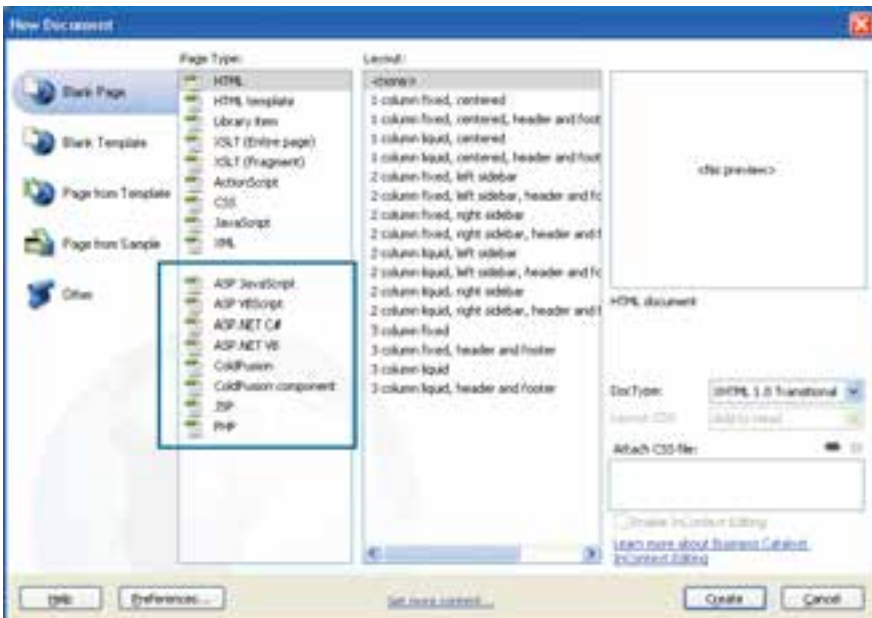 New Document
Page Type:
Layout:
Blank Page
Blank Template
Page from Template
Page from Sample
Other
HTML
HTML template
Library item
XSLT (Entire page)
XSLT (Fragment)
ActionScript
CSS
JavaScript
XML
ASP JavaScript
ASP VBScript
ASP.NET C#
ASP.NET VB
ColdFusion
ColdFusion component
JSP
PHP
<none>
1 column fixed, centered
1 column fixed, centered, header and foot
1 column liquid, centered
1 column liquid, centered, header and foot
2 column fixed, left sidebar
2 column fixed, left sidebar, header and fo
2 column fixed, right sidebar
2 column fixed, right sidebar, header and f
2 column liquid, left sidebar
2 column liquid, left sidebar, header and fo
2 column liquid, right sidebar
2 column liquid, right sidebar, header and f
3 column fixed
3 column fixed, header and footer
3 column liquid
3 column liquid, header and footer
<No preview>
HTML document
DocType:
XHTML 1.0 Transitional
Layout CSS:
Add to Head
Attach CSS file:
Enable InContext Editing
Learn more about Business Catalyst
InContext Editing
Help
Preferences...
Get more content...
Create
Cancel